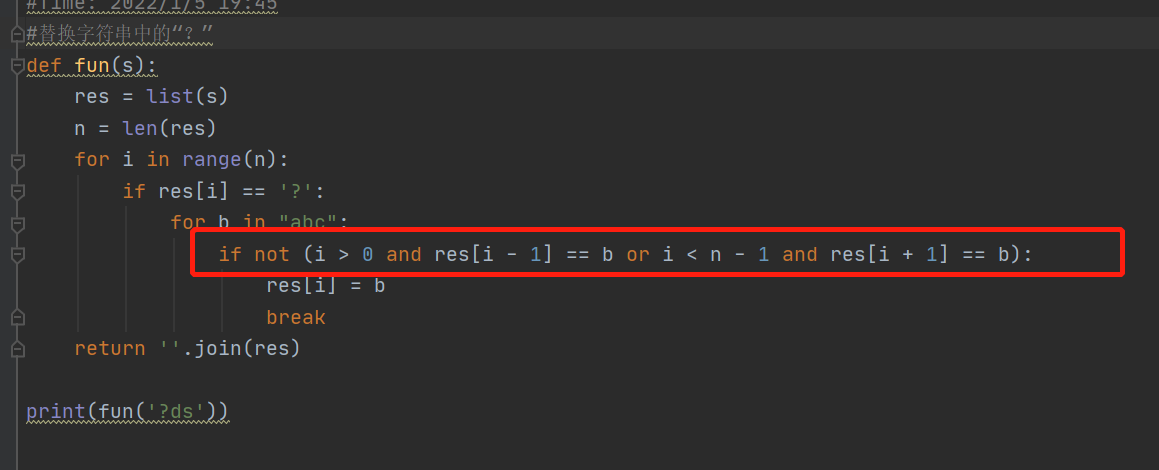 #Time: 2022/1/5 19:45
#替换字符串中的“？”
def fun(s):
    res = list(s)
    n = len(res)
    for i in range(n):
        if res[i] == '?':
            for b in "abc":
                if not (i > 0 and res[i - 1] == b or i < n - 1 and res[i + 1] == b):
                    res[i] = b
                    break
    return ''.join(res)
print(fun('?ds'))